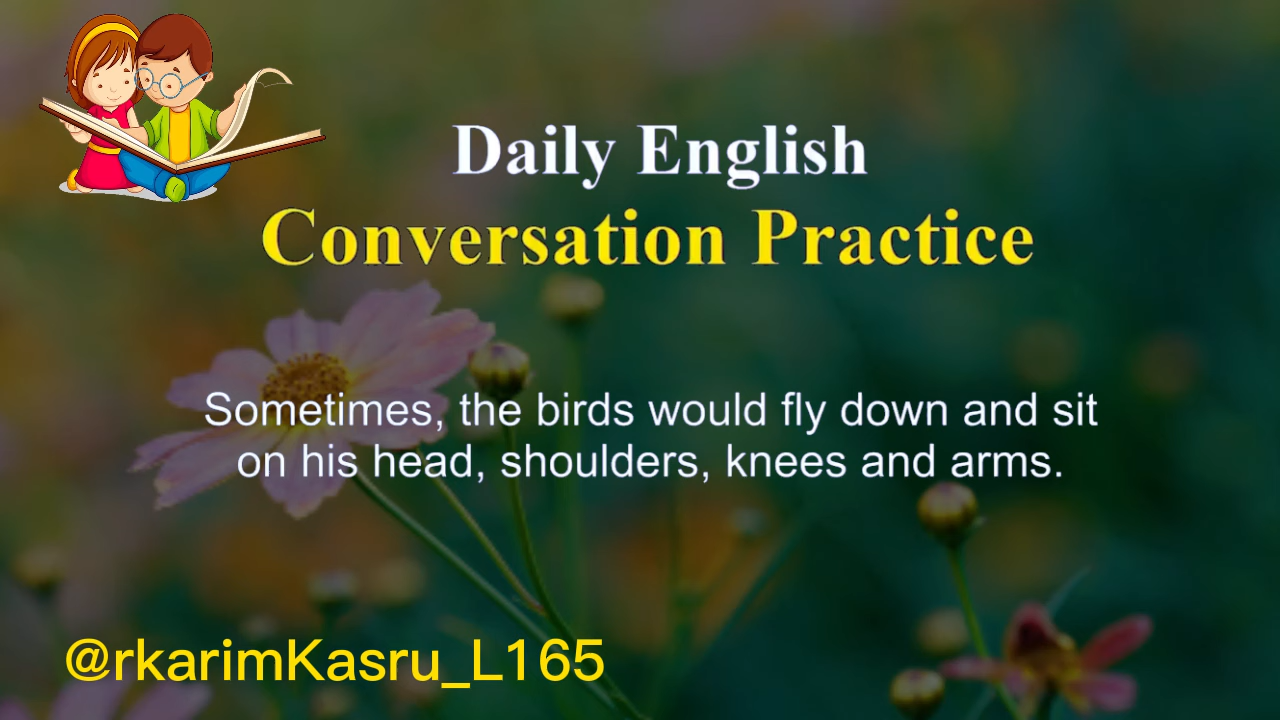 Daily English
Conversation Practice
Sometimes, the birds would fly down and sit
on his head, shoulders, knees and arms.
@rkarimKasru_L165